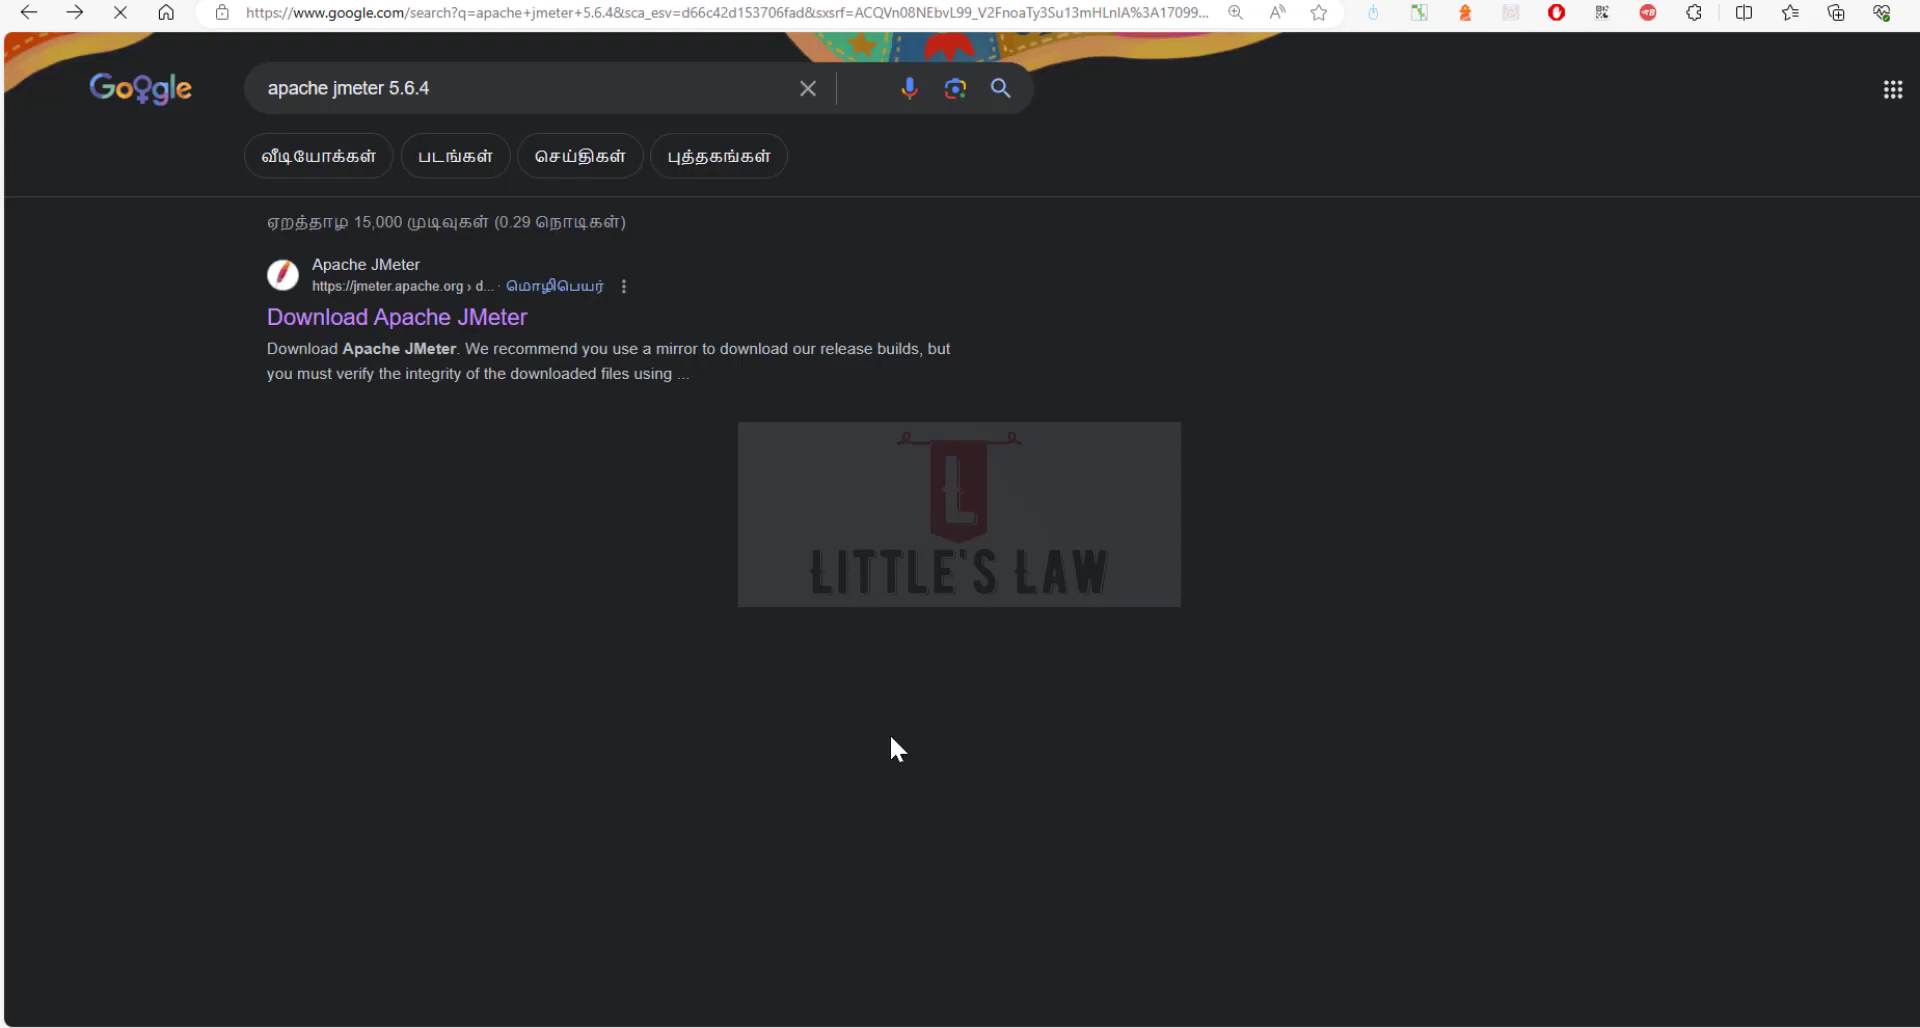 https://www.google.com/search?q=apache+jmeter+5.6.4&sca_esv=d66c42d153706fad&sxsrf=ACQVn08NEbvL99_V2FnoaTy3Su13mHLnIA%3A17099...
Google
apache jmeter 5.6.4
வீடியோக்கள்
படங்கள்
செய்திகள்
புத்தகங்கள்
ஏறத்தாழ 15,000 முடிவுகள் (0.29 நொடிகள்)
Apache JMeter
https://jmeter.apache.org › d... · மொழிபெயர்
Download Apache JMeter
Download Apache JMeter. We recommend you use a mirror to download our release builds, but
you must verify the integrity of the downloaded files using ...
L
LITTLE'S LAW